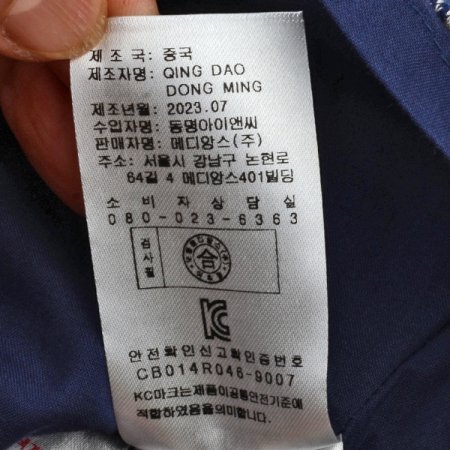 제 조 국: 중국
제조자명: QING DAO
DONG MING
제조년월: 2023.07
수입자명: 동명아이앤씨
판매자명: 메디앙스(주)
주소: 서울시 강남구 논현로
64길 4 메디앙스401빌딩
소 비 자 상 담 실
080-023-6363
검사필
合
안전확인신고확인증번호
CB014R046-9007
KC마크는제품이공통안전기준에
적합하였음을의미합니다.